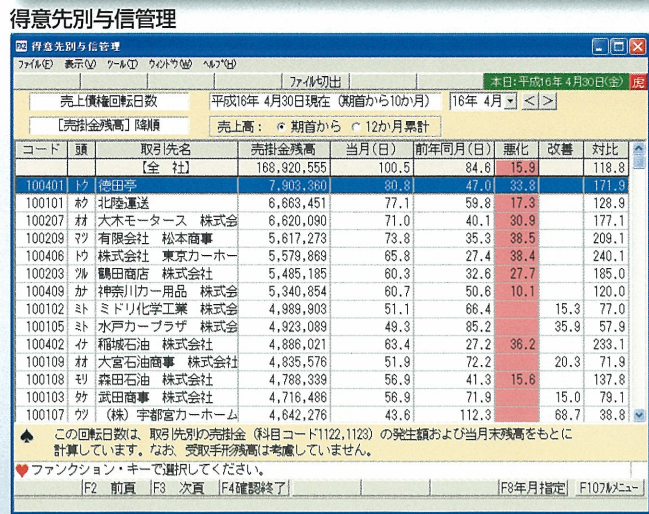 得意先別与信管理
得意先別与信管理
ファイル(F) 表示(V) ツール(T) ウィンドウ(W) ヘルプ(H)
ファイル切出 本日:平成16年 4月30日(金) 虎
売上債権回転日数 平成16年 4月30日現在 (期首から10か月) 16年 4月 < >
[売掛金残高] 降順 売上高: 期首から 12か月累計
コード 頭 取引先名 売掛金残高 当月(日) 前年同月(日) 悪化 改善 対比
【全 社】 168,920,555 100.5 84.6 15.9 118.8
100401 トク 徳田亭 7,903,360 80.8 47.0 33.8 171.9
100101 ホク 北陸運送 6,663,451 77.1 59.8 17.3 128.9
100207 オオ 大木モータース 株式会 6,620,090 71.0 40.1 30.9 177.1
100209 マツ 有限会社 松本商事 5,617,273 73.8 35.3 38.5 209.1
100406 トウ 株式会社 東京カーホー 5,579,869 65.8 27.4 38.4 240.1
100203 ツル 鶴田商店 株式会社 5,485,185 60.3 32.6 27.7 185.0
100409 カナ 神奈川カー用品 株式会 5,340,854 60.7 50.6 10.1 120.0
100102 ミト ミドリ化学工業 株式会 4,989,903 51.1 66.4 15.3 77.0
100105 ミト 水戸カープラザ 株式会 4,923,089 49.3 85.2 35.9 57.9
100402 イナ 稲城石油 株式会社 4,886,021 63.4 27.2 36.2 233.1
100109 オオ 大宮石油商事 株式会社 4,835,576 51.9 72.2 20.3 71.9
100108 モリ 森田石油 株式会社 4,788,339 56.9 41.3 15.6 137.8
100103 タケ 武田商事 株式会社 4,716,486 56.9 71.9 15.0 79.1
100107 ウツ (株) 宇都宮カーホーム 4,642,276 43.6 112.3 68.7 38.8
♠ この回転日数は、取引先別の売掛金(科目コード1122,1123)の発生額および当月末残高をもとに
計算しています。なお、受取手形残高は考慮していません。
♥ファンクション・キーで選択してください。
F2 前頁 F3 次頁 F4確認終了 F8年月指定 F10フルメニュー